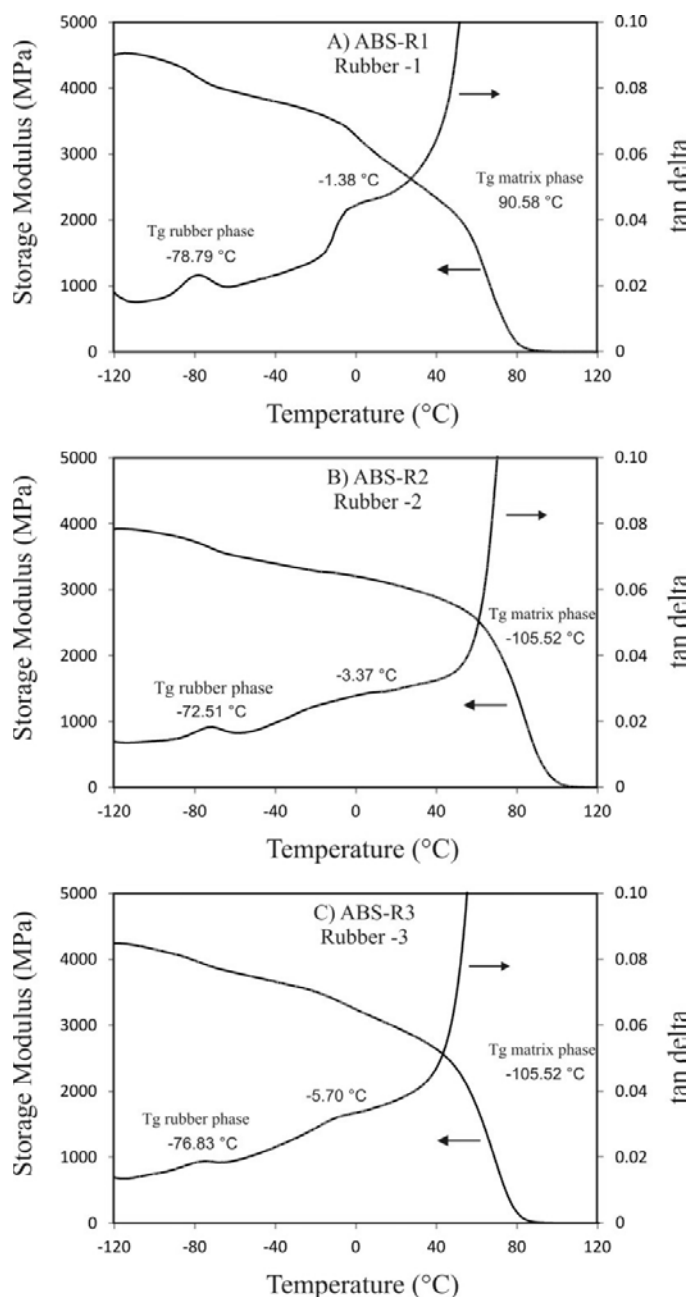 5000
4000
3000
2000
1000
0
Storage Modulus (MPa)
A) ABS-R1
Rubber -1
-1.38 °C
Tg matrix phase
90.58 °C
Tg rubber phase
-78.79 °C
0.10
0.08
0.06
0.04
0.02
0
tan delta
-120 -80 -40 0 40 80 120
Temperature (°C)
5000
4000
3000
2000
1000
0
Storage Modulus (MPa)
B) ABS-R2
Rubber -2
Tg matrix phase
-105.52 °C
-3.37 °C
Tg rubber phase
-72.51 °C
0.10
0.08
0.06
0.04
0.02
0
tan delta
-120 -80 -40 0 40 80 120
Temperature (°C)
5000
4000
3000
2000
1000
0
Storage Modulus (MPa)
C) ABS-R3
Rubber -3
Tg matrix phase
-105.52 °C
-5.70 °C
Tg rubber phase
-76.83 °C
0.10
0.08
0.06
0.04
0.02
0
tan delta
-120 -80 -40 0 40 80 120
Temperature (°C)